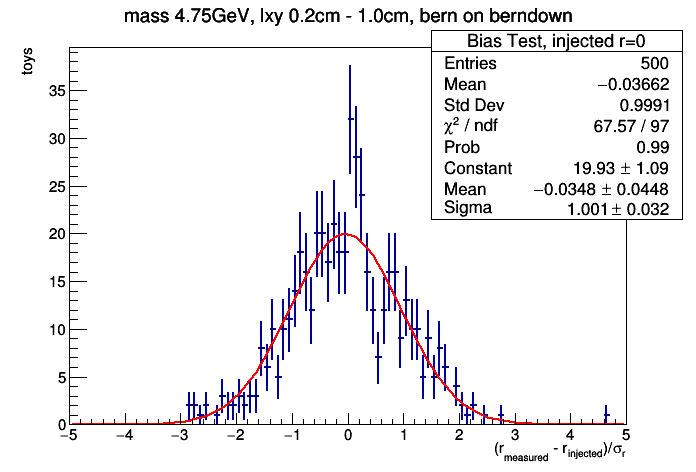 mass 4.75GeV, lxy 0.2cm - 1.0cm, bern on berndown
toys
Bias Test, injected r=0
Entries 500
Mean −0.03662
Std Dev 0.9991
χ² / ndf 67.57 / 97
Prob 0.99
Constant 19.93 ± 1.09
Mean −0.0348 ± 0.0448
Sigma 1.001 ± 0.032
35
30
25
20
15
10
5
0
−5 −4 −3 −2 −1 0 1 2 3 4 5
(r_measured - r_injected)/σ_r